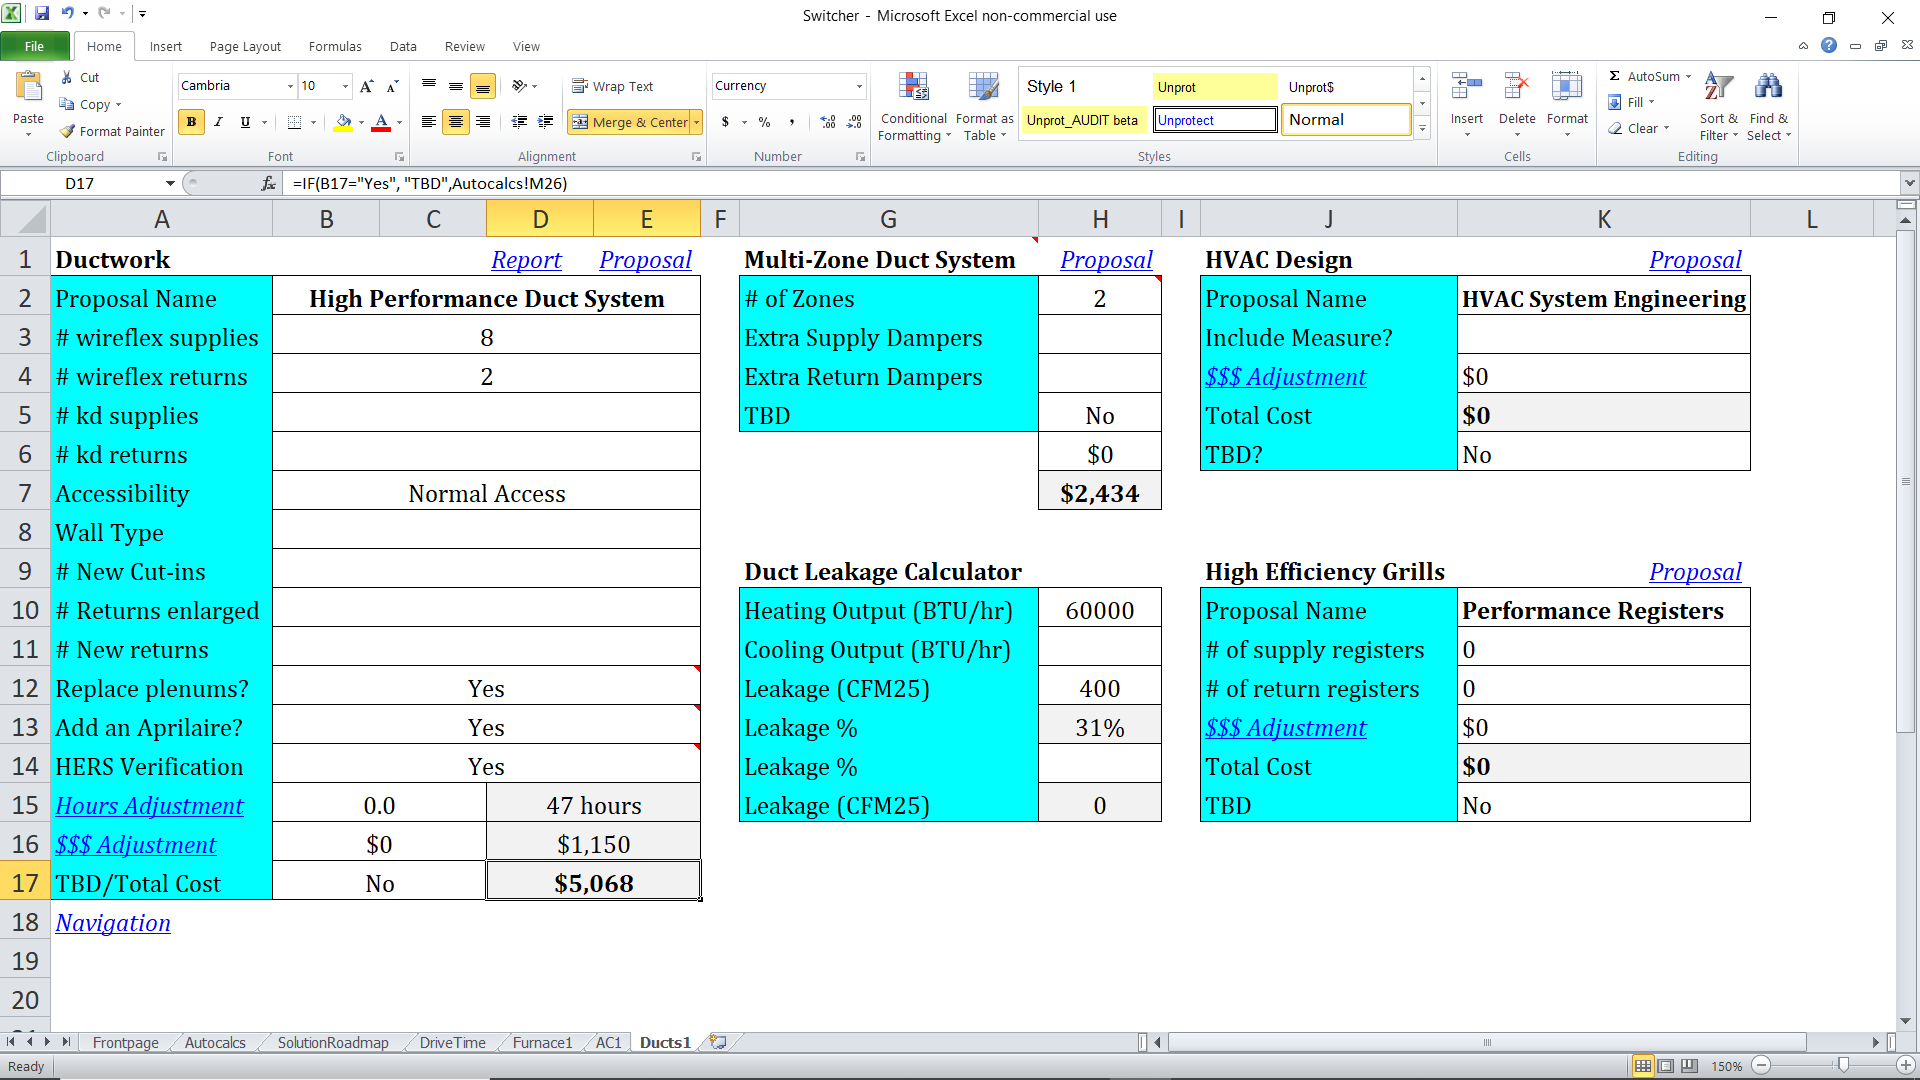 Switcher - Microsoft Excel non-commercial use
File Home Insert Page Layout Formulas Data Review View
Cut
Copy
Format Painter
Paste
Clipboard
Cambria 10
B I U
Font
Wrap Text
Merge & Center
Alignment
Currency
$ % ,
Number
Conditional Formatting
Format as Table
Style 1 Unprot Unprot$
Unprot_AUDIT beta Unprotect Normal
Styles
Insert Delete Format
Cells
Σ AutoSum
Fill
Clear
Sort & Filter
Find & Select
Editing
D17 fx =IF(B17="Yes", "TBD",Autocalcs!M26)
A B C D E F G H I J K L
1 Ductwork Report Proposal Multi-Zone Duct System Proposal HVAC Design Proposal
2 Proposal Name High Performance Duct System # of Zones 2 Proposal Name HVAC System Engineering
3 # wireflex supplies 8 Extra Supply Dampers Include Measure?
4 # wireflex returns 2 Extra Return Dampers $$$ Adjustment $0
5 # kd supplies TBD No Total Cost $0
6 # kd returns $0 TBD? No
7 Accessibility Normal Access $2,434
8 Wall Type
9 # New Cut-ins Duct Leakage Calculator High Efficiency Grills Proposal
10 # Returns enlarged Heating Output (BTU/hr) 60000 Proposal Name Performance Registers
11 # New returns Cooling Output (BTU/hr) # of supply registers 0
12 Replace plenums? Yes Leakage (CFM25) 400 # of return registers 0
13 Add an Aprilaire? Yes Leakage % 31% $$$ Adjustment $0
14 HERS Verification Yes Leakage % Total Cost $0
15 Hours Adjustment 0.0 47 hours Leakage (CFM25) 0 TBD No
16 $$$ Adjustment $0 $1,150
17 TBD/Total Cost No $5,068
18 Navigation
19
20
Frontpage Autocalcs SolutionRoadmap DriveTime Furnace1 AC1 Ducts1
Ready 150%